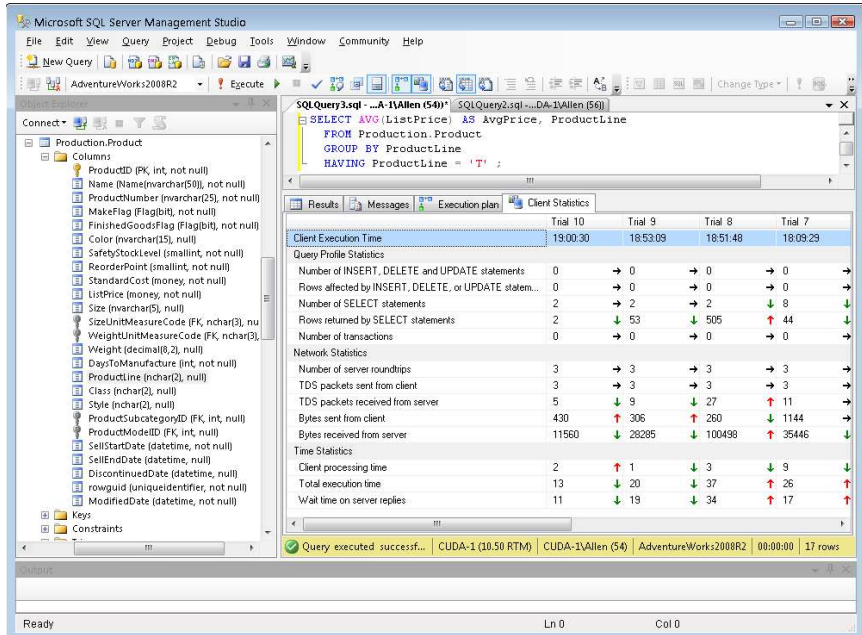 Microsoft SQL Server Management Studio
File Edit View Query Project Debug Tools Window Community Help
New Query
AdventureWorks2008R2 Execute Change Type
Object Explorer
Connect
Production.Product
Columns
ProductID (PK, int, not null)
Name (Name(nvarchar(50)), not null)
ProductNumber (nvarchar(25), not null)
MakeFlag (Flag(bit), not null)
FinishedGoodsFlag (Flag(bit), not null)
Color (nvarchar(15), null)
SafetyStockLevel (smallint, not null)
ReorderPoint (smallint, not null)
StandardCost (money, not null)
ListPrice (money, not null)
Size (nvarchar(5), null)
SizeUnitMeasureCode (FK, nchar(3), nu
WeightUnitMeasureCode (FK, nchar(3),
Weight (decimal(8,2), null)
DaysToManufacture (int, not null)
ProductLine (nchar(2), null)
Class (nchar(2), null)
Style (nchar(2), null)
ProductSubcategoryID (FK, int, null)
ProductModelID (FK, int, null)
SellStartDate (datetime, not null)
SellEndDate (datetime, null)
DiscontinuedDate (datetime, null)
rowguid (uniqueidentifier, not null)
ModifiedDate (datetime, not null)
Keys
Constraints
SQLQuery3.sql - ...A-1\Allen (54))* SQLQuery2.sql -...DA-1\Allen (56))
SELECT AVG(ListPrice) AS AvgPrice, ProductLine
FROM Production.Product
GROUP BY ProductLine
HAVING ProductLine = 'T' ;
Results Messages Execution plan Client Statistics
Trial 10 Trial 9 Trial 8 Trial 7
Client Execution Time 19:00:30 18:53:09 18:51:48 18:09:29
Query Profile Statistics
Number of INSERT, DELETE and UPDATE statements 0 → 0 → 0 → 0 →
Rows affected by INSERT, DELETE, or UPDATE statem... 0 → 0 → 0 → 0 →
Number of SELECT statements 2 → 2 → 2 ↓ 8 ↓
Rows returned by SELECT statements 2 ↓ 53 ↓ 505 ↑ 44 ↓
Number of transactions 0 → 0 → 0 → 0 →
Network Statistics
Number of server roundtrips 3 → 3 → 3 → 3 →
TDS packets sent from client 3 → 3 → 3 → 3 →
TDS packets received from server 5 ↓ 9 ↓ 27 ↑ 11 →
Bytes sent from client 430 ↑ 306 ↑ 260 ↓ 1144 ↓
Bytes received from server 11560 ↓ 28285 ↓ 100498 ↑ 35446 ↓
Time Statistics
Client processing time 2 ↑ 1 ↓ 3 ↓ 9 ↓
Total execution time 13 ↓ 20 ↓ 37 ↑ 26 ↑
Wait time on server replies 11 ↓ 19 ↓ 34 ↑ 17 ↑
Query executed successf... CUDA-1 (10.50 RTM) CUDA-1\Allen (54) AdventureWorks2008R2 00:00:00 17 rows
Output
Ready Ln 0 Col 0